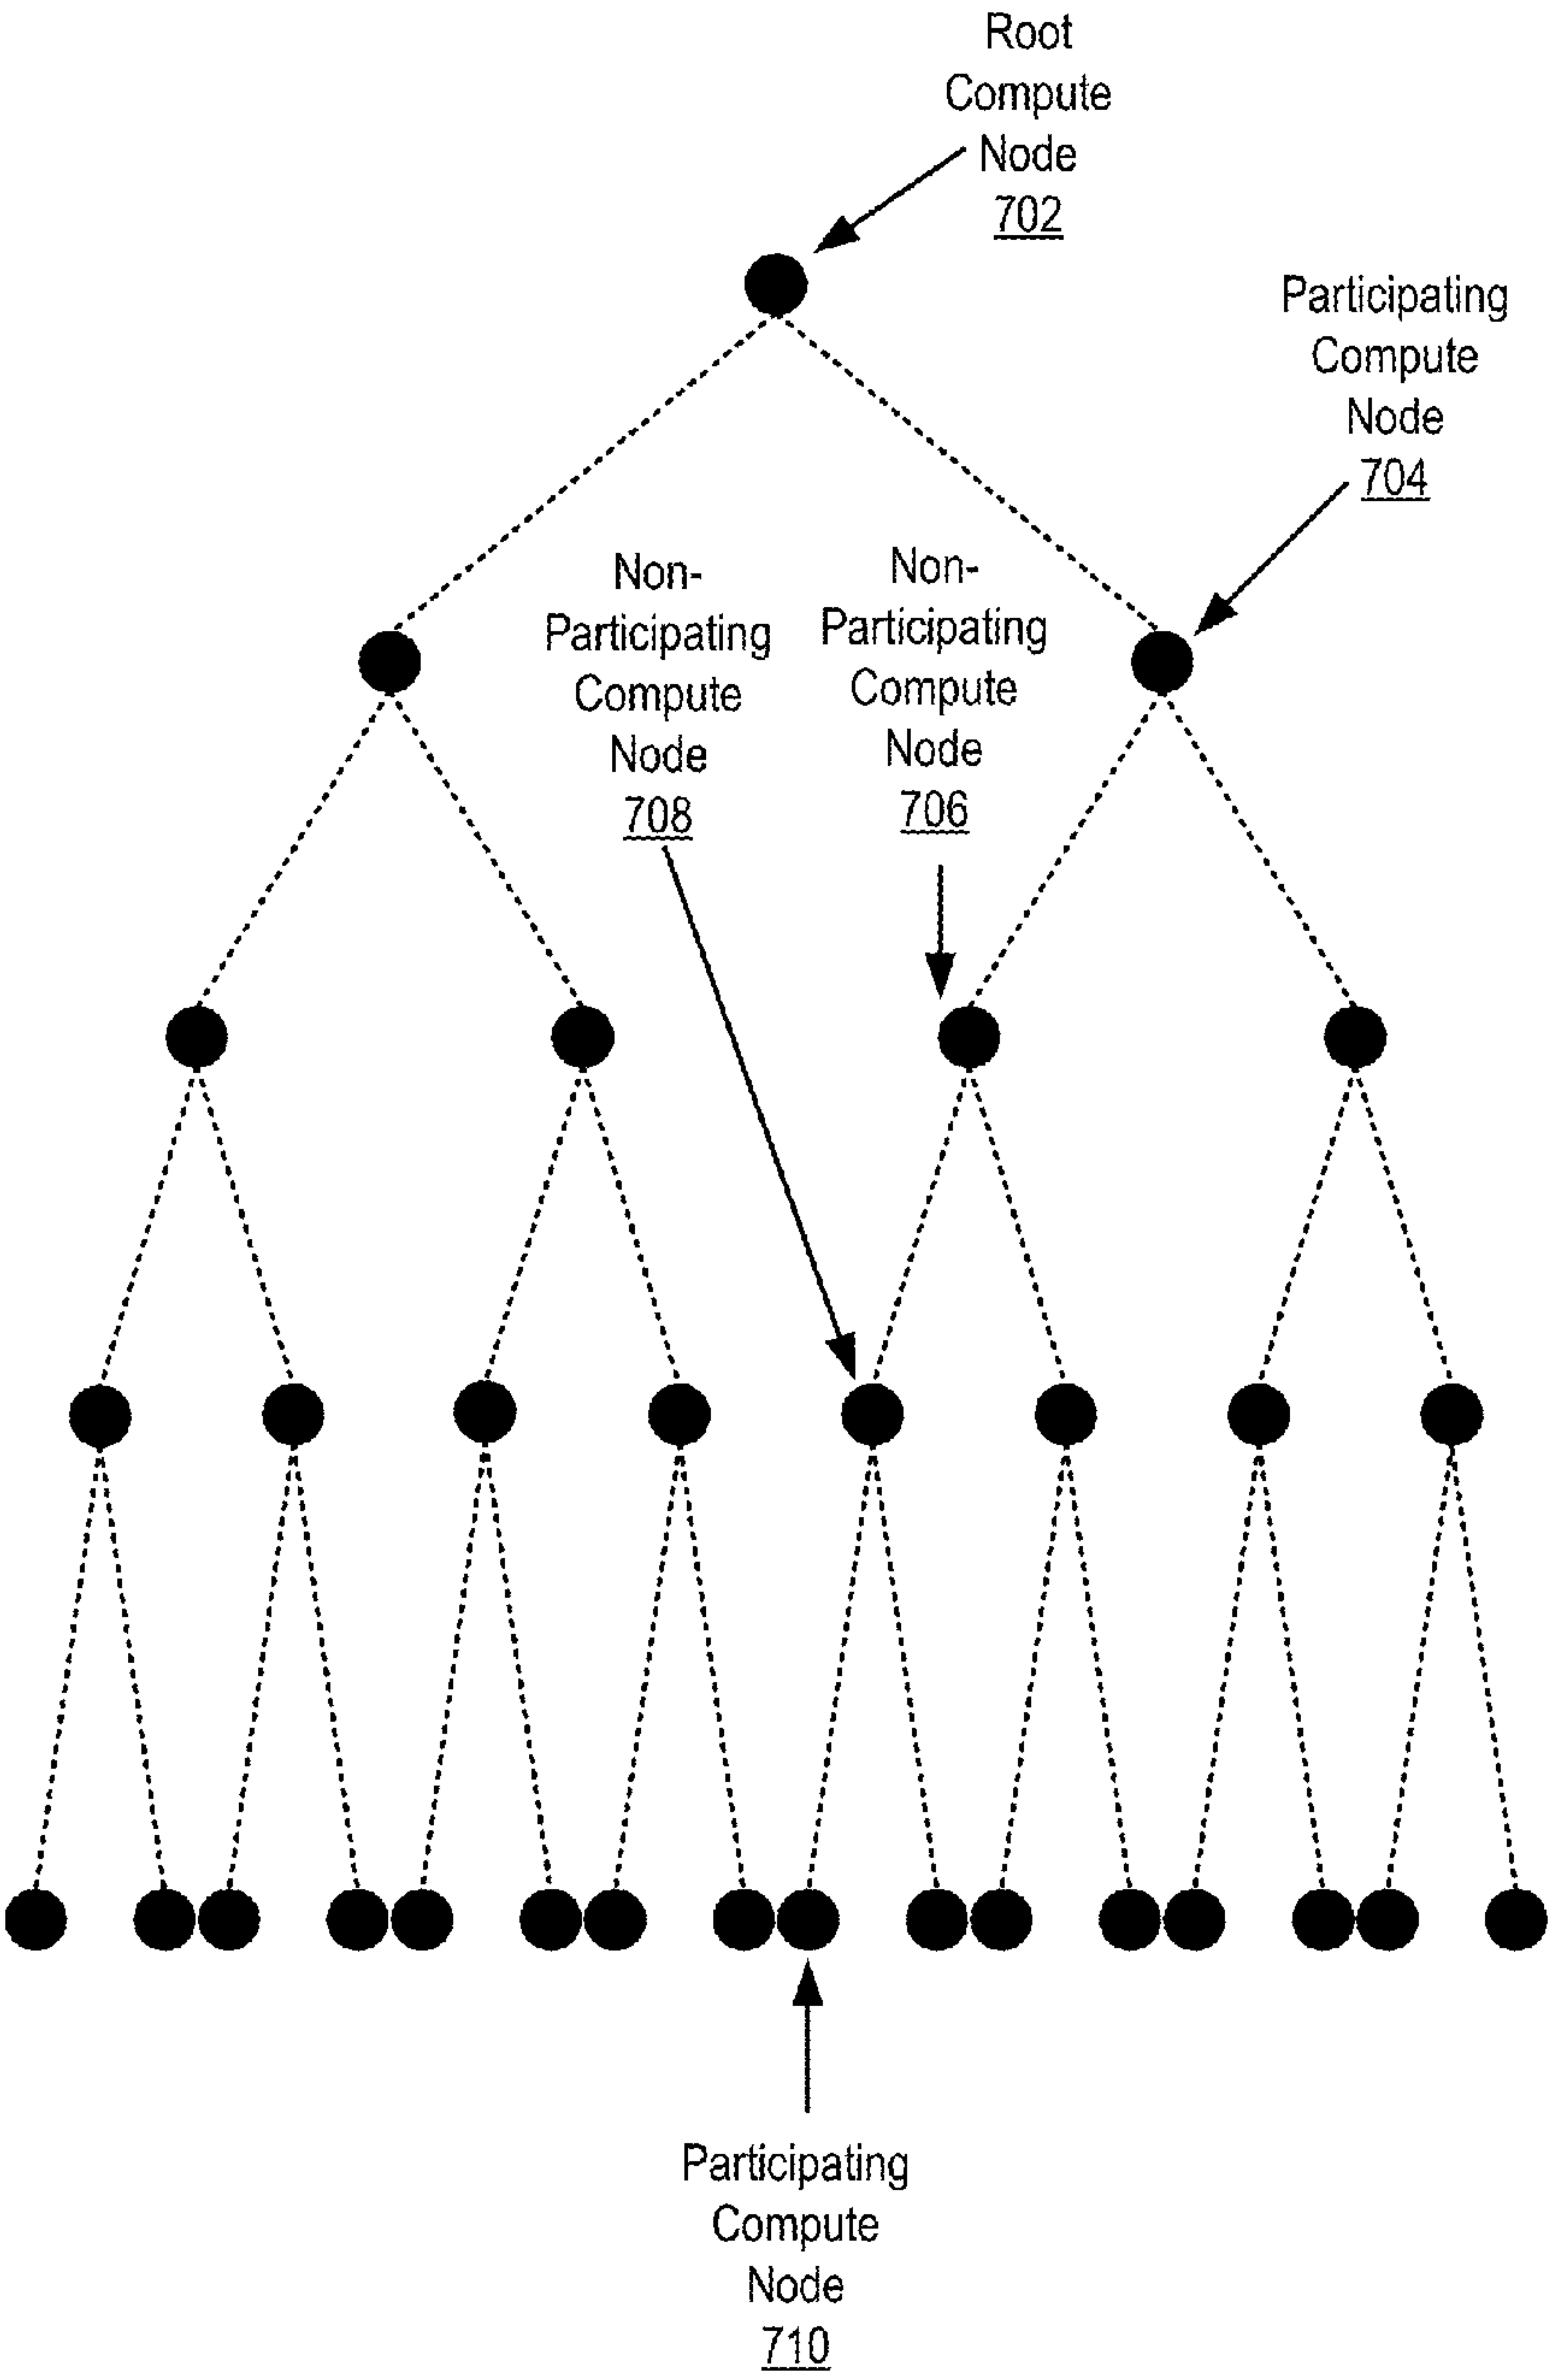 Root
Compute
Node
702
Participating
Compute
Node
704
Non-
Participating
Compute
Node
708
Non-
Participating
Compute
Node
706
Participating
Compute
Node
710